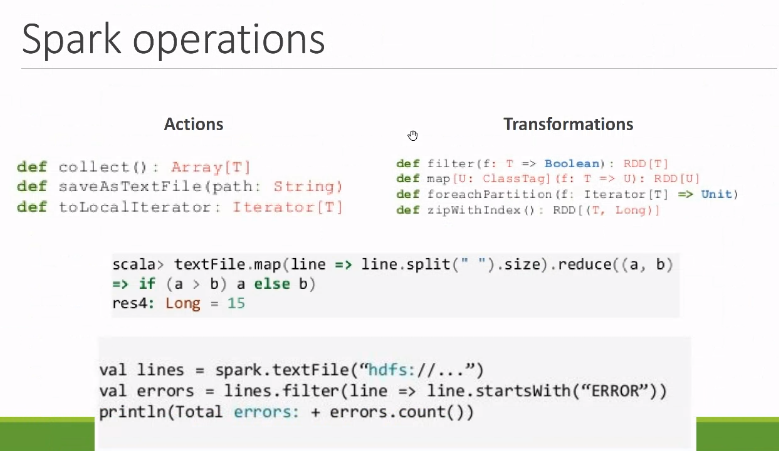 Spark operations
Actions
def collect(): Array[T]
def saveAsTextFile(path: String)
def toLocalIterator: Iterator[T]
Transformations
def filter(f: T => Boolean): RDD[T]
def map[U: ClassTag](f: T => U): RDD[U]
def foreachPartition(f: Iterator[T] => Unit)
def zipWithIndex(): RDD[(T, Long)]
scala> textFile.map(line => line.split(" ").size).reduce((a, b)
=> if (a > b) a else b)
res4: Long = 15
val lines = spark.textFile(“hdfs://...”)
val errors = lines.filter(line => line.startsWith(“ERROR”))
println(Total errors: + errors.count())